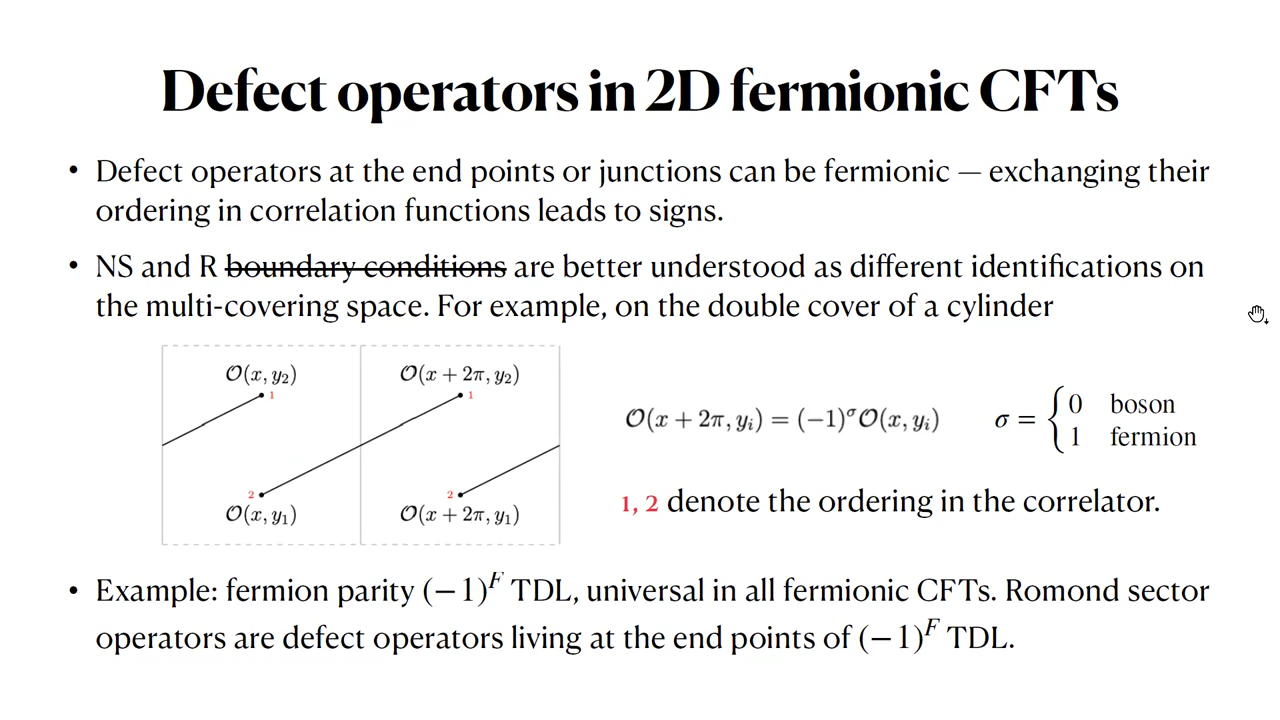 Defect operators in 2D fermionic CFTs
• Defect operators at the end points or junctions can be fermionic — exchanging their
ordering in correlation functions leads to signs.
• NS and R boundary conditions are better understood as different identifications on
the multi-covering space. For example, on the double cover of a cylinder
𝒪(x, y₂)
1
𝒪(x + 2π, y₂)
1
2
𝒪(x, y₁)
2
𝒪(x + 2π, y₁)
𝒪(x + 2π, yᵢ) = (−1)^σ 𝒪(x, yᵢ)
σ = { 0 boson
1 fermion
1, 2 denote the ordering in the correlator.
• Example: fermion parity (−1)^F TDL, universal in all fermionic CFTs. Romond sector
operators are defect operators living at the end points of (−1)^F TDL.